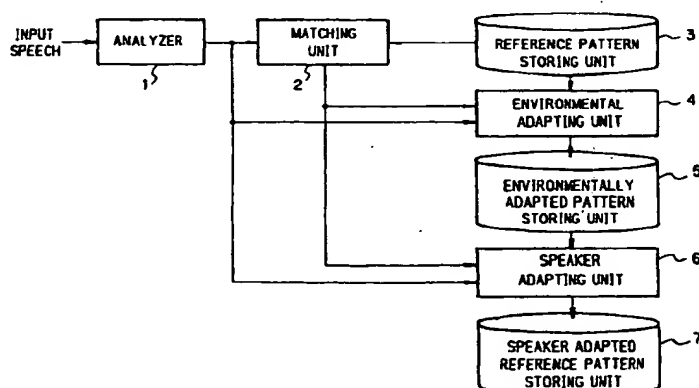 INPUT
SPEECH
ANALYZER
1
MATCHING
UNIT
2
REFERENCE PATTERN
STORING UNIT
3
ENVIRONMENTAL
ADAPTING UNIT
4
ENVIRONMENTALLY
ADAPTED PATTERN
STORING UNIT
5
SPEAKER
ADAPTING UNIT
6
SPEAKER ADAPTED
REFERENCE PATTERN
STORING UNIT
7